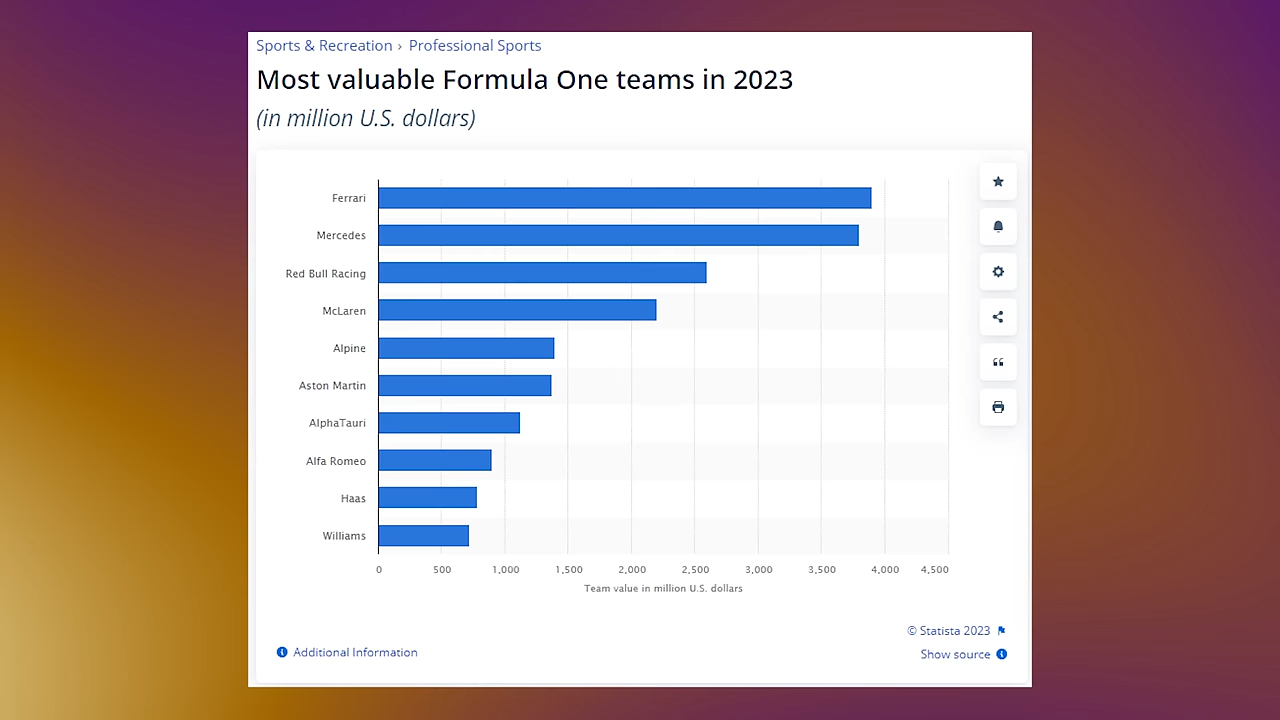 Sports & Recreation › Professional Sports
Most valuable Formula One teams in 2023
(in million U.S. dollars)
Ferrari
Mercedes
Red Bull Racing
McLaren
Alpine
Aston Martin
AlphaTauri
Alfa Romeo
Haas
Williams
0 500 1,000 1,500 2,000 2,500 3,000 3,500 4,000 4,500
Team value in million U.S. dollars
© Statista 2023
Additional Information
Show source